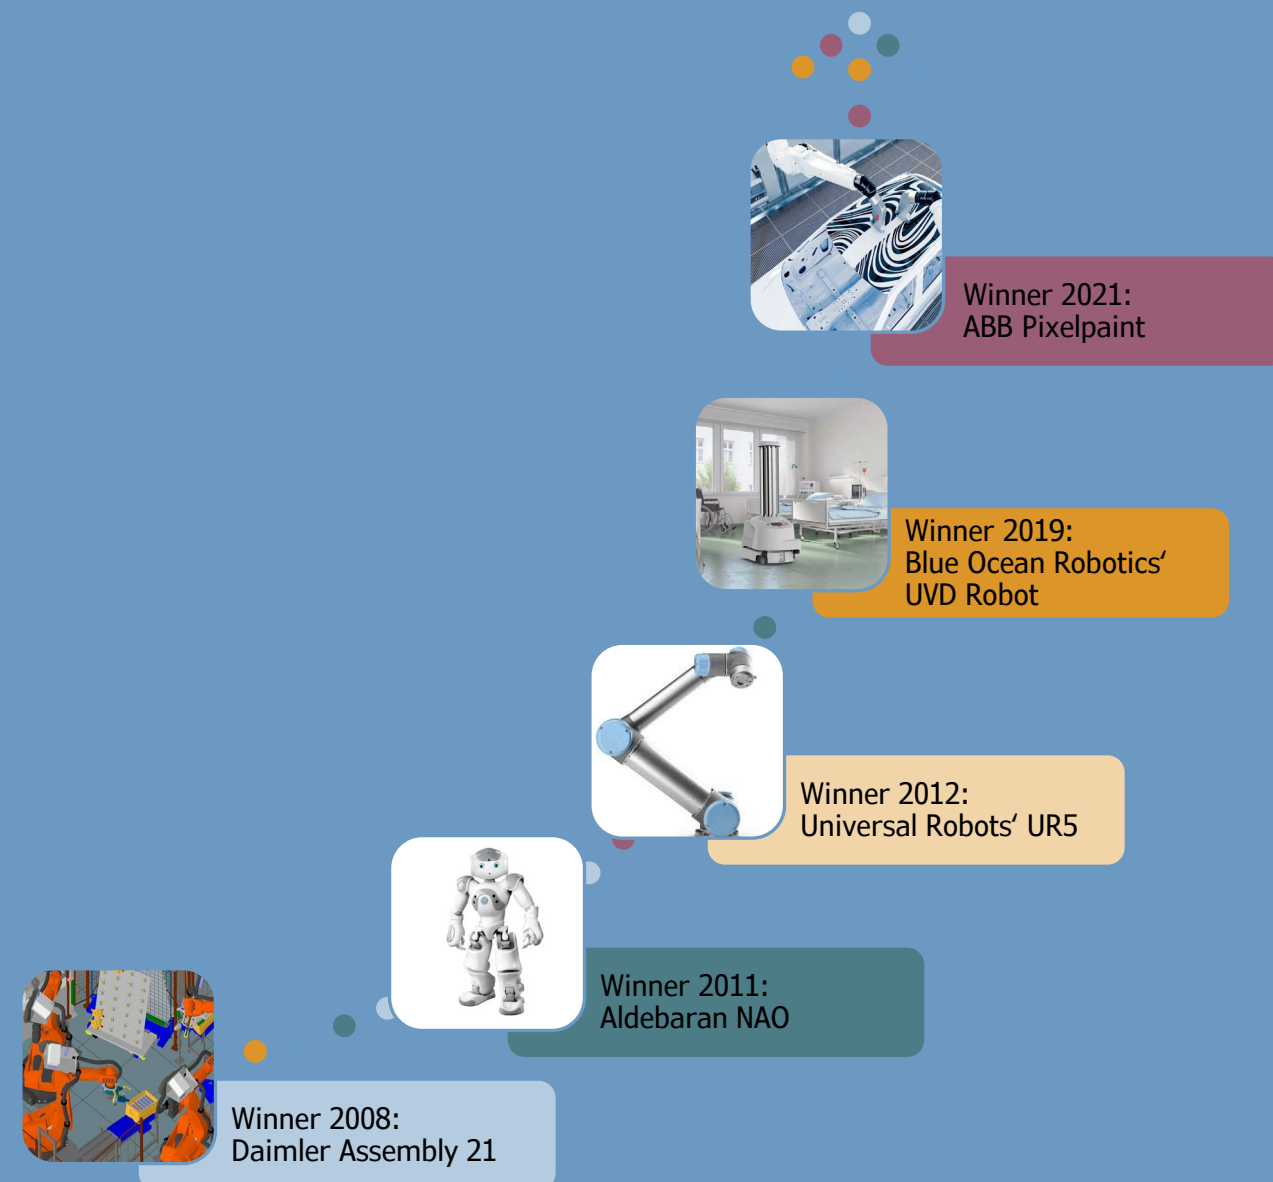 Winner 2021:
ABB Pixelpaint
Winner 2019:
Blue Ocean Robotics‘
UVD Robot
Winner 2012:
Universal Robots‘ UR5
Winner 2011:
Aldebaran NAO
Winner 2008:
Daimler Assembly 21